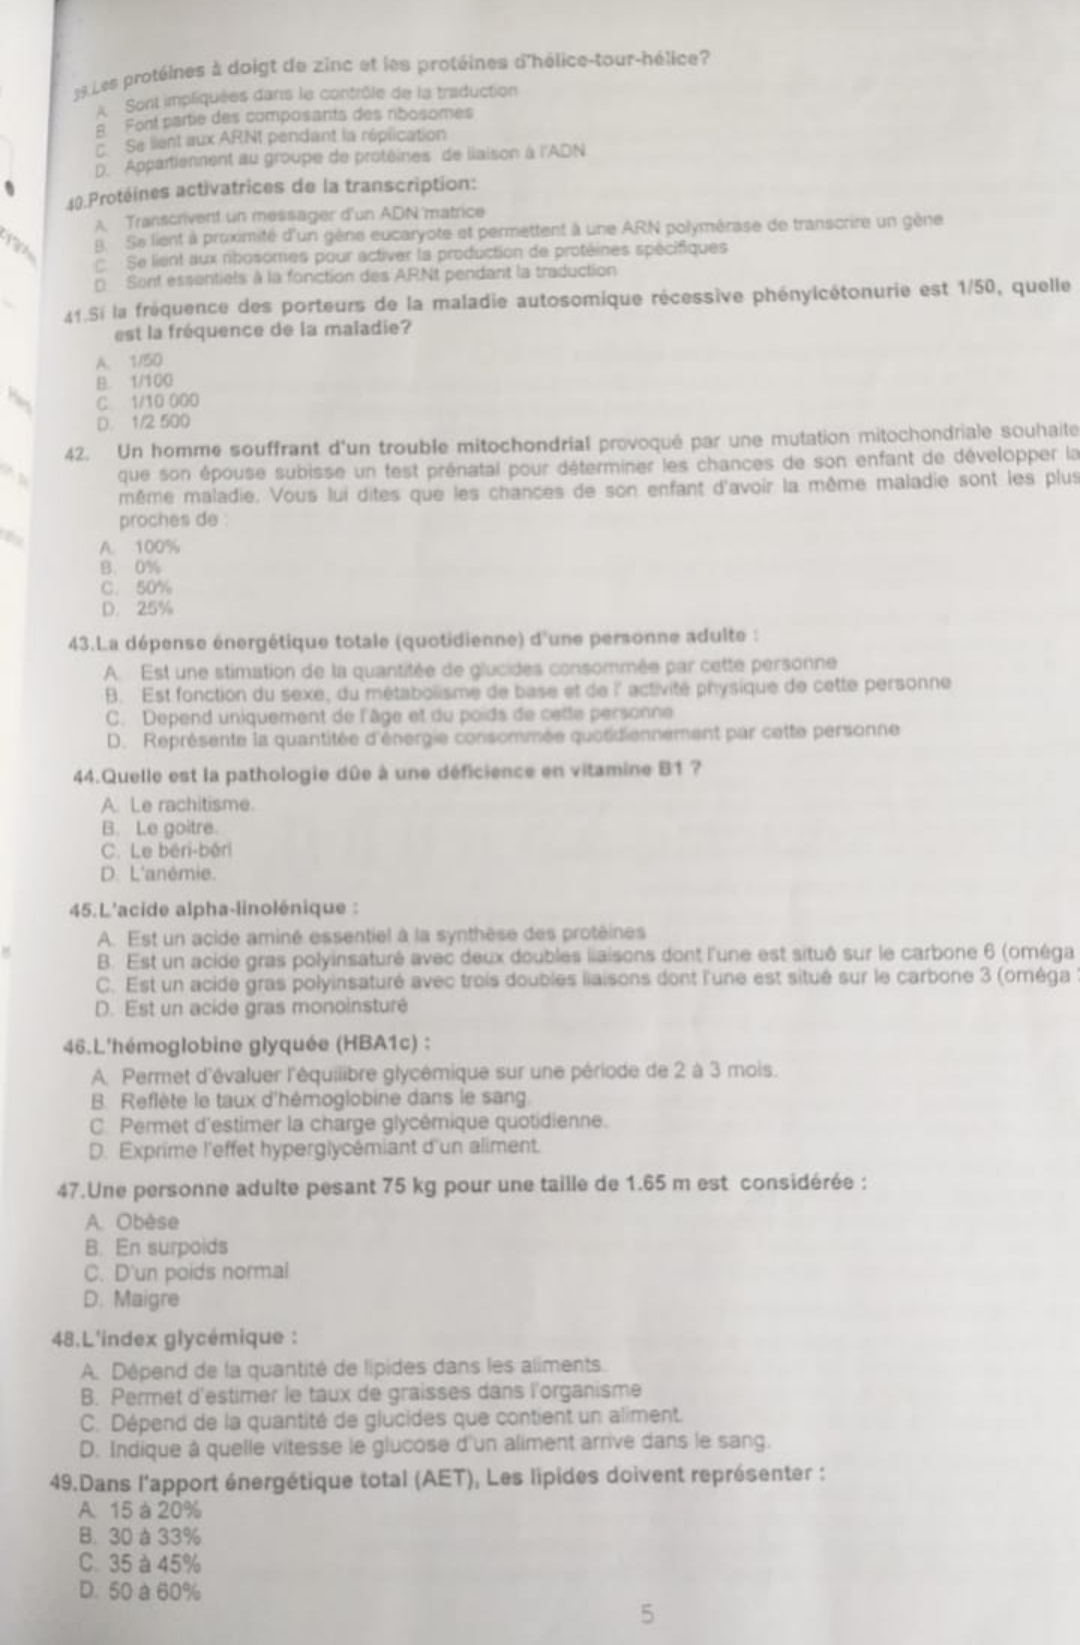 39.Les protéines à doigt de zinc et les protéines d'hélice-tour-hélice?
A. Sont impliquées dans le contrôle de la traduction
B. Font partie des composants des ribosomes
C. Se lient aux ARNt pendant la réplication
D. Appartiennent au groupe de protéines de liaison à l'ADN
40.Protéines activatrices de la transcription:
A. Transcrivent un messager d'un ADN matrice
B. Se lient à proximité d'un gène eucaryote et permettent à une ARN polymérase de transcrire un gène
C. Se lient aux ribosomes pour activer la production de protéines spécifiques
D. Sont essentiels à la fonction des ARNt pendant la traduction
41.Si la fréquence des porteurs de la maladie autosomique récessive phénylcétonurie est 1/50, quelle
est la fréquence de la maladie?
A. 1/50
B. 1/100
C. 1/10 000
D. 1/2 500
42. Un homme souffrant d'un trouble mitochondrial provoqué par une mutation mitochondriale souhaite
que son épouse subisse un test prénatal pour déterminer les chances de son enfant de développer la
même maladie. Vous lui dites que les chances de son enfant d'avoir la même maladie sont les plus
proches de :
A. 100%
B. 0%
C. 50%
D. 25%
43.La dépense énergétique totale (quotidienne) d'une personne adulte :
A. Est une stimation de la quantitée de glucides consommée par cette personne
B. Est fonction du sexe, du métabolisme de base et de l' activité physique de cette personne
C. Depend uniquement de l'âge et du poids de cette personne
D. Représente la quantitée d'énergie consommée quotidiennement par cette personne
44.Quelle est la pathologie dûe à une déficience en vitamine B1 ?
A. Le rachitisme.
B. Le goitre.
C. Le béri-béri
D. L'anémie.
45.L'acide alpha-linolénique :
A. Est un acide aminé essentiel à la synthèse des protéines
B. Est un acide gras polyinsaturé avec deux doubles liaisons dont l'une est situé sur le carbone 6 (oméga
C. Est un acide gras polyinsaturé avec trois doubles liaisons dont l'une est situé sur le carbone 3 (oméga
D. Est un acide gras monoinsturé
46.L'hémoglobine glyquée (HBA1c) :
A. Permet d'évaluer l'équilibre glycémique sur une période de 2 à 3 mois.
B. Reflète le taux d'hémoglobine dans le sang.
C. Permet d'estimer la charge glycémique quotidienne.
D. Exprime l'effet hyperglycémiant d'un aliment.
47.Une personne adulte pesant 75 kg pour une taille de 1.65 m est considérée :
A. Obèse
B. En surpoids
C. D'un poids normal
D. Maigre
48.L'index glycémique :
A. Dépend de la quantité de lipides dans les aliments.
B. Permet d'estimer le taux de graisses dans l'organisme
C. Dépend de la quantité de glucides que contient un aliment.
D. Indique à quelle vitesse le glucose d'un aliment arrive dans le sang.
49.Dans l'apport énergétique total (AET), Les lipides doivent représenter :
A. 15 à 20%
B. 30 à 33%
C. 35 à 45%
D. 50 à 60%
5